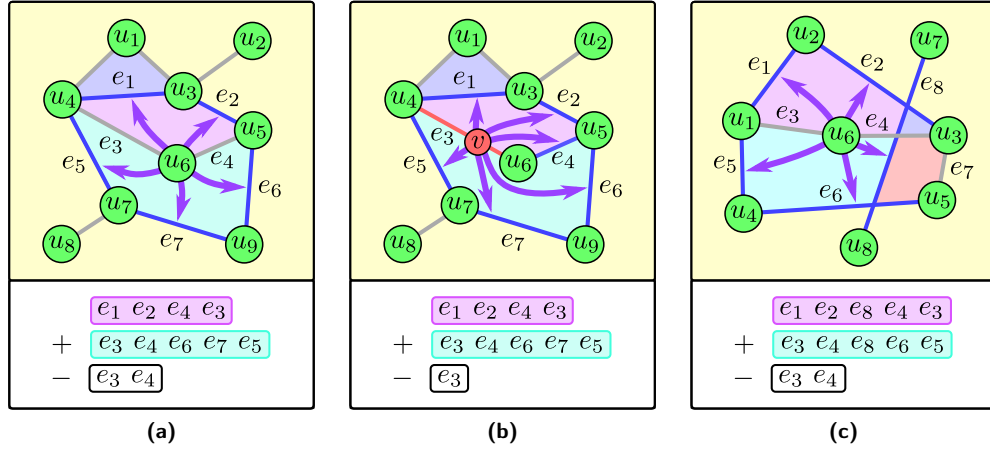 u₁ u₂
e₁
u₄ u₃ e₂
e₃ u₅
e₅ u₆ e₄
e₆
u₇
e₇
u₈ u₉
e₁ e₂ e₄ e₃
+ e₃ e₄ e₆ e₇ e₅
− e₃ e₄
(a)
u₁ u₂
e₁
u₄ u₃ e₂
e₃ v u₅
e₅ u₆ e₄
e₆
u₇
e₇
u₈ u₉
e₁ e₂ e₄ e₃
+ e₃ e₄ e₆ e₇ e₅
− e₃
(b)
u₂ u₇
e₁ e₂
e₈
u₁ e₃ u₆ e₄ u₃
e₅ e₇
e₆ u₅
u₄
u₈
e₁ e₂ e₈ e₄ e₃
+ e₃ e₄ e₈ e₆ e₅
− e₃ e₄
(c)